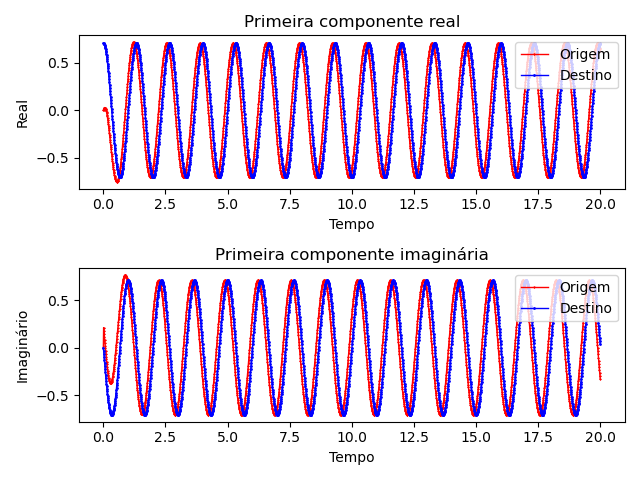 Primeira componente real
Real
0.5
0.0
−0.5
0.0 2.5 5.0 7.5 10.0 12.5 15.0 17.5 20.0
Tempo
Origem
Destino
Primeira componente imaginária
Imaginário
0.5
0.0
−0.5
0.0 2.5 5.0 7.5 10.0 12.5 15.0 17.5 20.0
Tempo
Origem
Destino